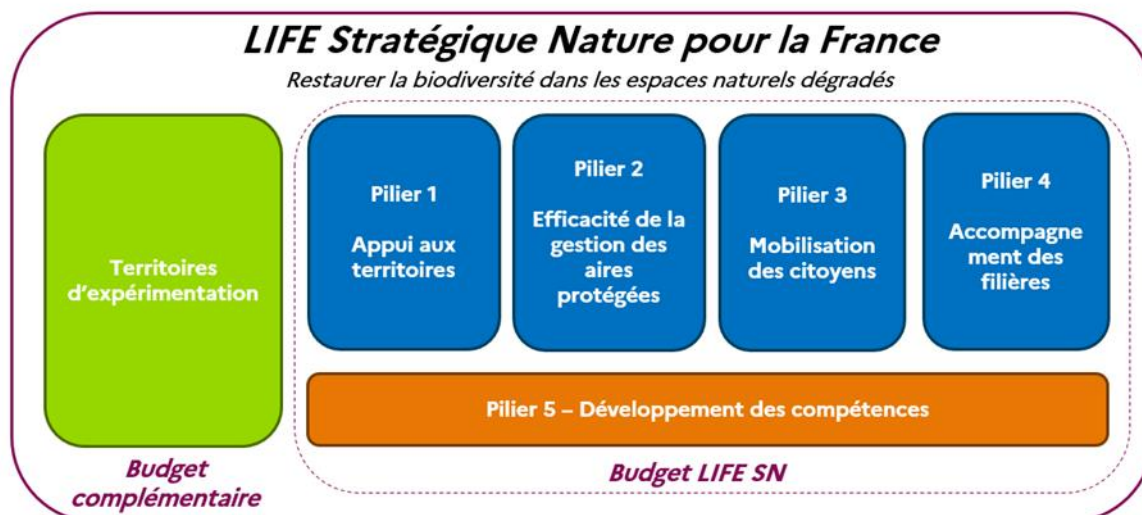 LIFE Stratégique Nature pour la France
Restaurer la biodiversité dans les espaces naturels dégradés
Territoires
d'expérimentation
Pilier 1
Appui aux
territoires
Pilier 2
Efficacité de la
gestion des
aires
protégées
Pilier 3
Mobilisation
des citoyens
Pilier 4
Accompagne
ment des
filières
Pilier 5 – Développement des compétences
Budget
complémentaire
Budget LIFE SN